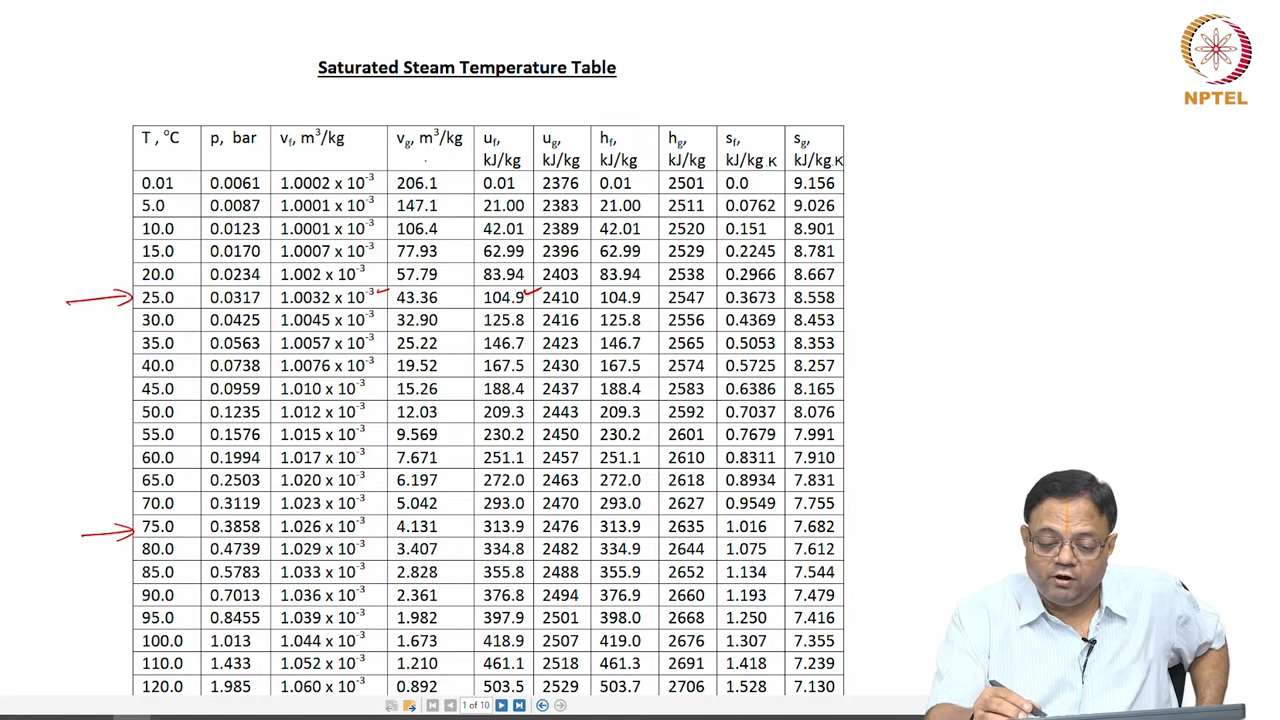 NPTEL
Saturated Steam Temperature Table
T , °C p, bar vf, m³/kg vg, m³/kg uf, kJ/kg ug, kJ/kg hf, kJ/kg hg, kJ/kg sf, kJ/kg.K sg, kJ/kg.K
0.01 0.0061 1.0002 x 10⁻³ 206.1 0.01 2376 0.01 2501 0.0 9.156
5.0 0.0087 1.0001 x 10⁻³ 147.1 21.00 2383 21.00 2511 0.0762 9.026
10.0 0.0123 1.0001 x 10⁻³ 106.4 42.01 2389 42.01 2520 0.151 8.901
15.0 0.0170 1.0007 x 10⁻³ 77.93 62.99 2396 62.99 2529 0.2245 8.781
20.0 0.0234 1.002 x 10⁻³ 57.79 83.94 2403 83.94 2538 0.2966 8.667
25.0 0.0317 1.0032 x 10⁻³ 43.36 104.9 2410 104.9 2547 0.3673 8.558
30.0 0.0425 1.0045 x 10⁻³ 32.90 125.8 2416 125.8 2556 0.4369 8.453
35.0 0.0563 1.0057 x 10⁻³ 25.22 146.7 2423 146.7 2565 0.5053 8.353
40.0 0.0738 1.0076 x 10⁻³ 19.52 167.5 2430 167.5 2574 0.5725 8.257
45.0 0.0959 1.010 x 10⁻³ 15.26 188.4 2437 188.4 2583 0.6386 8.165
50.0 0.1235 1.012 x 10⁻³ 12.03 209.3 2443 209.3 2592 0.7037 8.076
55.0 0.1576 1.015 x 10⁻³ 9.569 230.2 2450 230.2 2601 0.7679 7.991
60.0 0.1994 1.017 x 10⁻³ 7.671 251.1 2457 251.1 2610 0.8311 7.910
65.0 0.2503 1.020 x 10⁻³ 6.197 272.0 2463 272.0 2618 0.8934 7.831
70.0 0.3119 1.023 x 10⁻³ 5.042 293.0 2470 293.0 2627 0.9549 7.755
75.0 0.3858 1.026 x 10⁻³ 4.131 313.9 2476 313.9 2635 1.016 7.682
80.0 0.4739 1.029 x 10⁻³ 3.407 334.8 2482 334.9 2644 1.075 7.612
85.0 0.5783 1.033 x 10⁻³ 2.828 355.8 2488 355.9 2652 1.134 7.544
90.0 0.7013 1.036 x 10⁻³ 2.361 376.8 2494 376.9 2660 1.193 7.479
95.0 0.8455 1.039 x 10⁻³ 1.982 397.9 2501 398.0 2668 1.250 7.416
100.0 1.013 1.044 x 10⁻³ 1.673 418.9 2507 419.0 2676 1.307 7.355
110.0 1.433 1.052 x 10⁻³ 1.210 461.1 2518 461.3 2691 1.418 7.239
120.0 1.985 1.060 x 10⁻³ 0.892 503.5 2529 503.7 2706 1.528 7.130
1 of 10